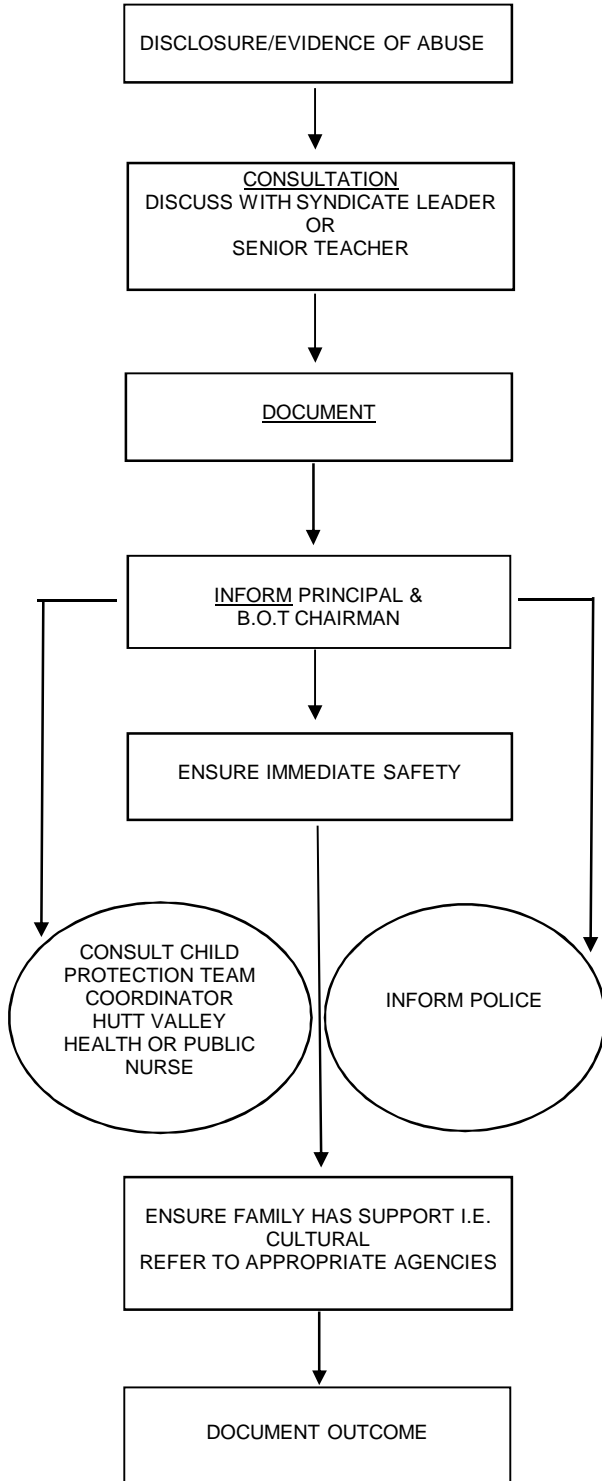 DISCLOSURE/EVIDENCE OF ABUSE
CONSULTATION
DISCUSS WITH SYNDICATE LEADER
OR
SENIOR TEACHER
DOCUMENT
INFORM PRINCIPAL &
B.O.T CHAIRMAN
ENSURE IMMEDIATE SAFETY
CONSULT CHILD
PROTECTION TEAM
COORDINATOR
HUTT VALLEY
HEALTH OR PUBLIC
NURSE
INFORM POLICE
ENSURE FAMILY HAS SUPPORT I.E.
CULTURAL
REFER TO APPROPRIATE AGENCIES
DOCUMENT OUTCOME